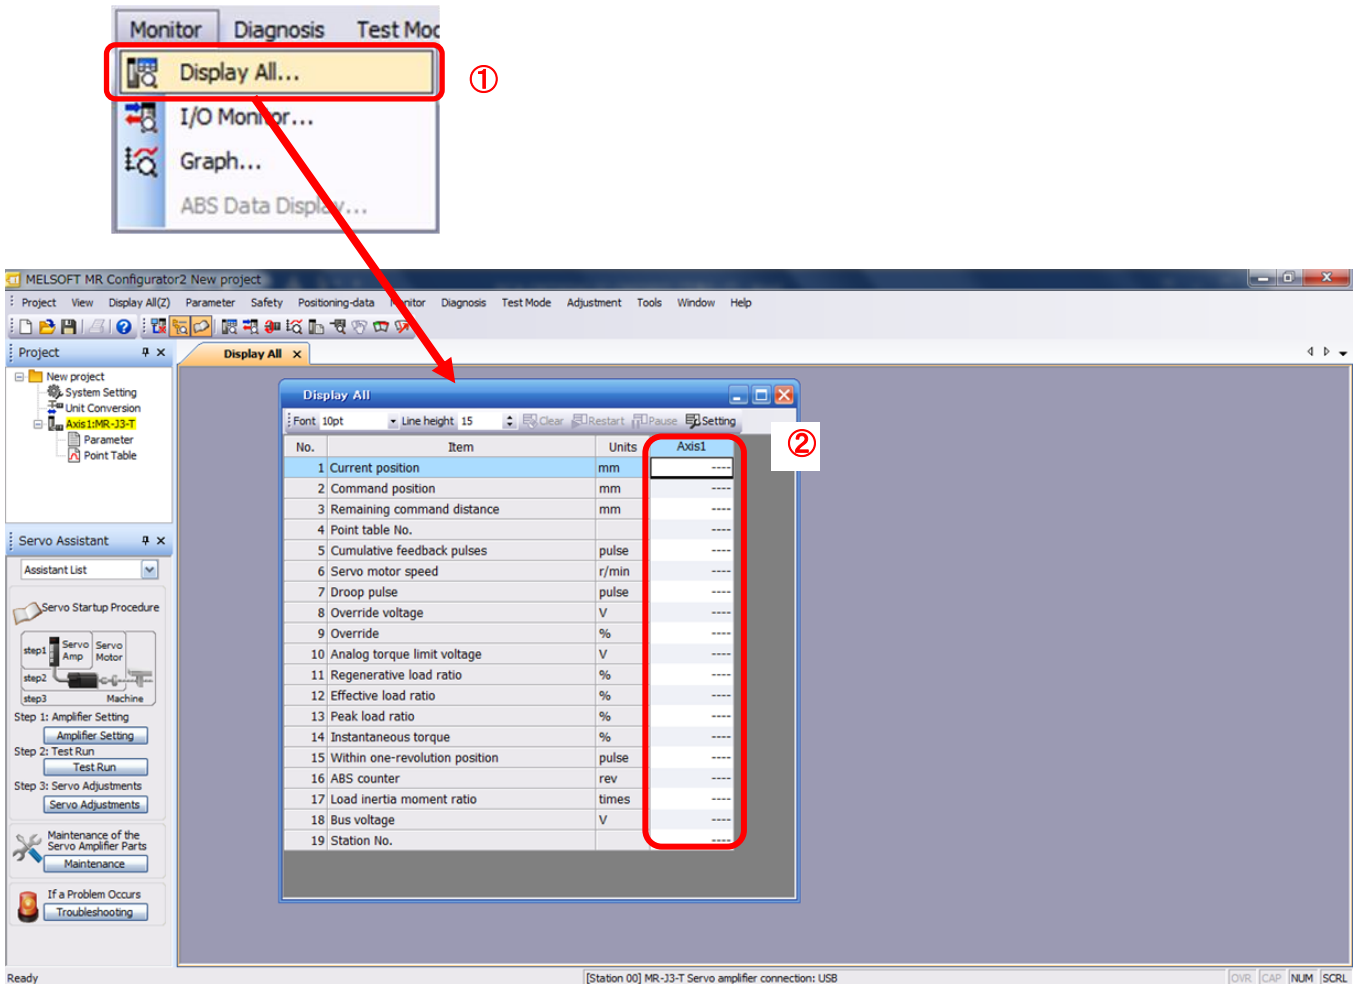 Monitor Diagnosis Test Mod
Display All...
①
I/O Monitor...
Graph...
ABS Data Display...
MELSOFT MR Configurator2 New project
Project View Display All(Z) Parameter Safety Positioning-data Monitor Diagnosis Test Mode Adjustment Tools Window Help
Project
Display All
New project
System Setting
Unit Conversion
Axis1:MR-J3-T
Parameter
Point Table
Display All
Font 10pt Line height 15 Clear Restart Pause Setting
②
No. Item Units Axis1
1 Current position mm ----
2 Command position mm ----
3 Remaining command distance mm ----
4 Point table No. ----
5 Cumulative feedback pulses pulse ----
6 Servo motor speed r/min ----
7 Droop pulse pulse ----
8 Override voltage V ----
9 Override % ----
10 Analog torque limit voltage V ----
11 Regenerative load ratio % ----
12 Effective load ratio % ----
13 Peak load ratio % ----
14 Instantaneous torque % ----
15 Within one-revolution position pulse ----
16 ABS counter rev ----
17 Load inertia moment ratio times ----
18 Bus voltage V ----
19 Station No. ----
Servo Assistant
Assistant List
Servo Startup Procedure
step1 Servo Amp Servo Motor
step2
step3 Machine
Step 1: Amplifier Setting
Amplifier Setting
Step 2: Test Run
Test Run
Step 3: Servo Adjustments
Servo Adjustments
Maintenance of the
Servo Amplifier Parts
Maintenance
If a Problem Occurs
Troubleshooting
Ready [Station 00] MR-J3-T Servo amplifier connection: USB OVR CAP NUM SCRL